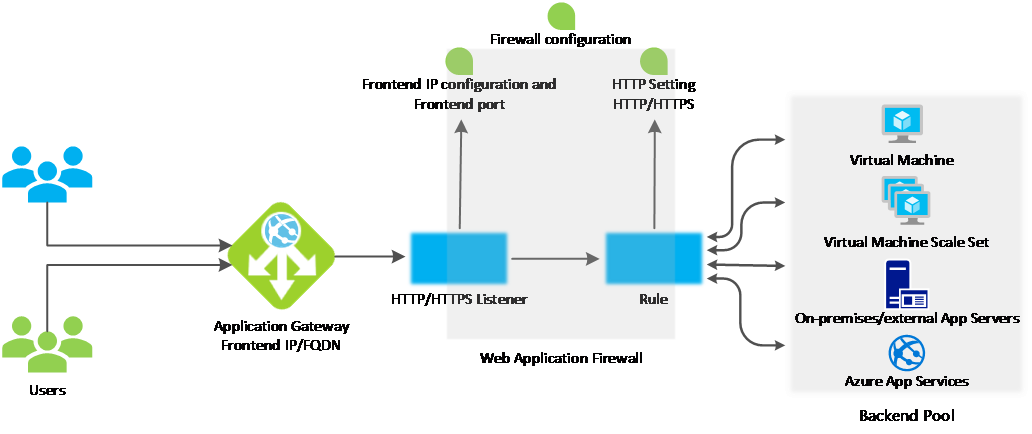 Firewall configuration
Frontend IP configuration and
Frontend port
HTTP Setting
HTTP/HTTPS
Virtual Machine
Virtual Machine Scale Set
HTTP/HTTPS Listener
Rule
On-premises/external App Servers
Application Gateway
Frontend IP/FQDN
Web Application Firewall
Azure App Services
Users
Backend Pool